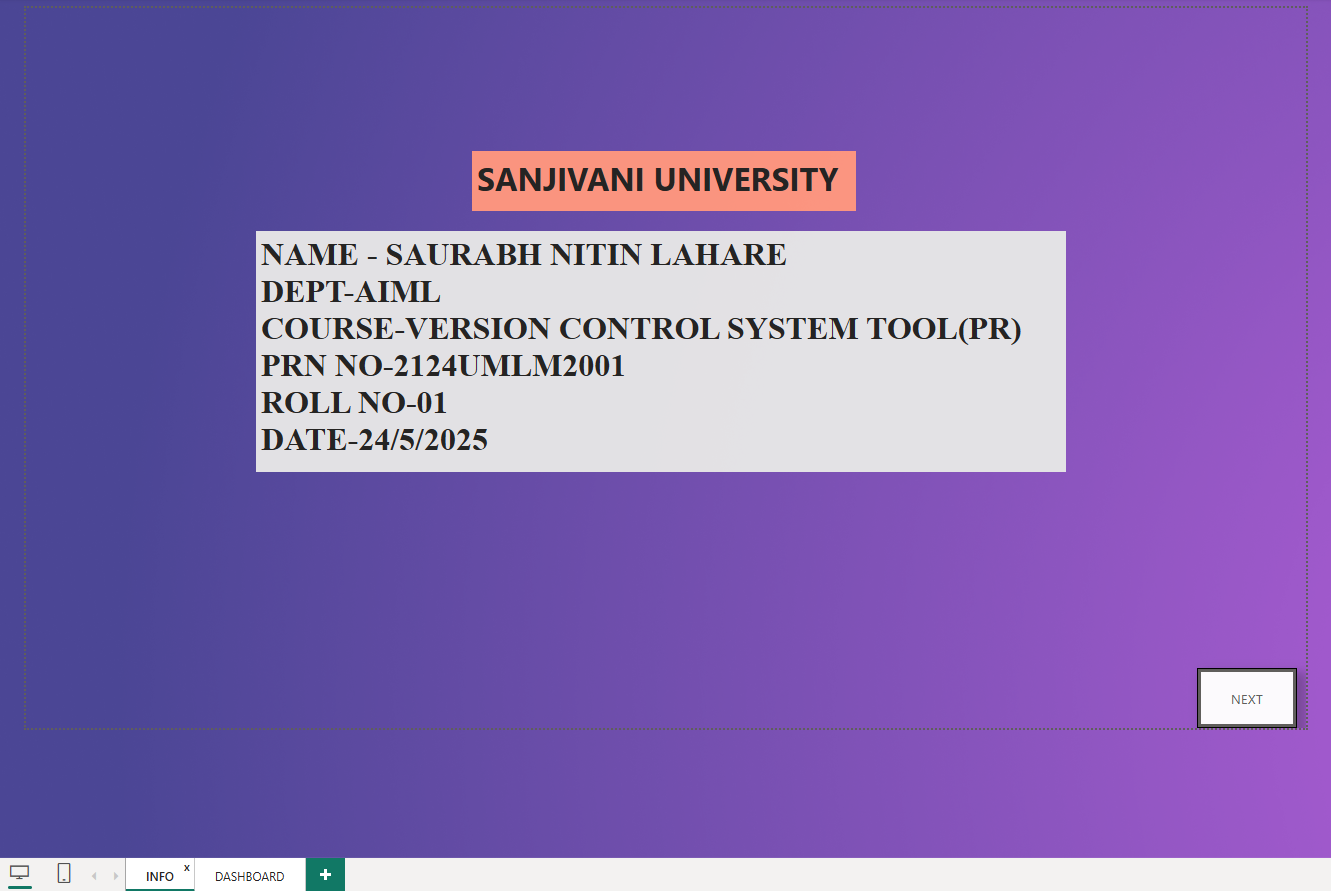 SANJIVANI UNIVERSITY
NAME - SAURABH NITIN LAHARE
DEPT-AIML
COURSE-VERSION CONTROL SYSTEM TOOL(PR)
PRN NO-2124UMLM2001
ROLL NO-01
DATE-24/5/2025
NEXT
INFO x DASHBOARD +